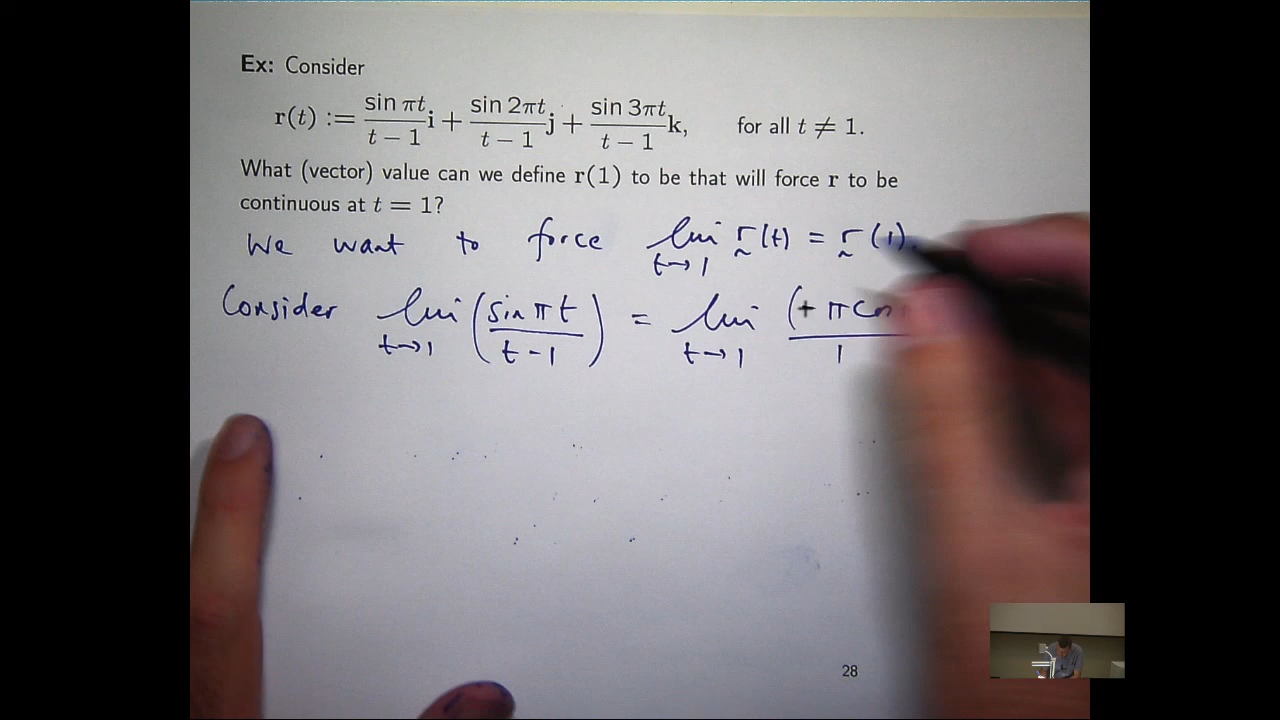 Ex: Consider
r(t) := sin πt / t − 1 i + sin 2πt / t − 1 j + sin 3πt / t − 1 k, for all t ≠ 1.
What (vector) value can we define r(1) to be that will force r to be
continuous at t = 1?
We want to force lim t→1 r(t) = r(1).
Consider lim t→1 (sin πt / t - 1) = lim t→1 (+ π cos / 1
28